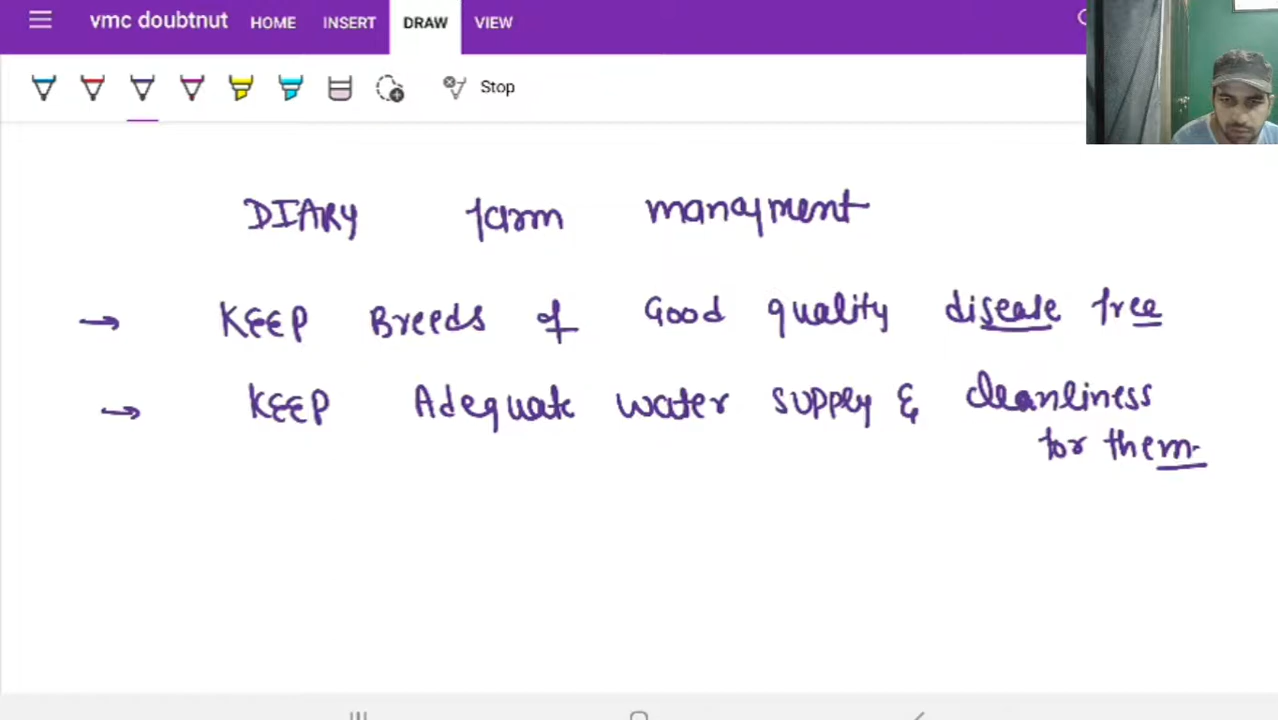 vmc doubtnut HOME INSERT DRAW VIEW
Stop
DIARY farm managment
→ KEEP Breeds of Good quality disease free
→ KEEP Adequate water supply & cleanliness
for them.